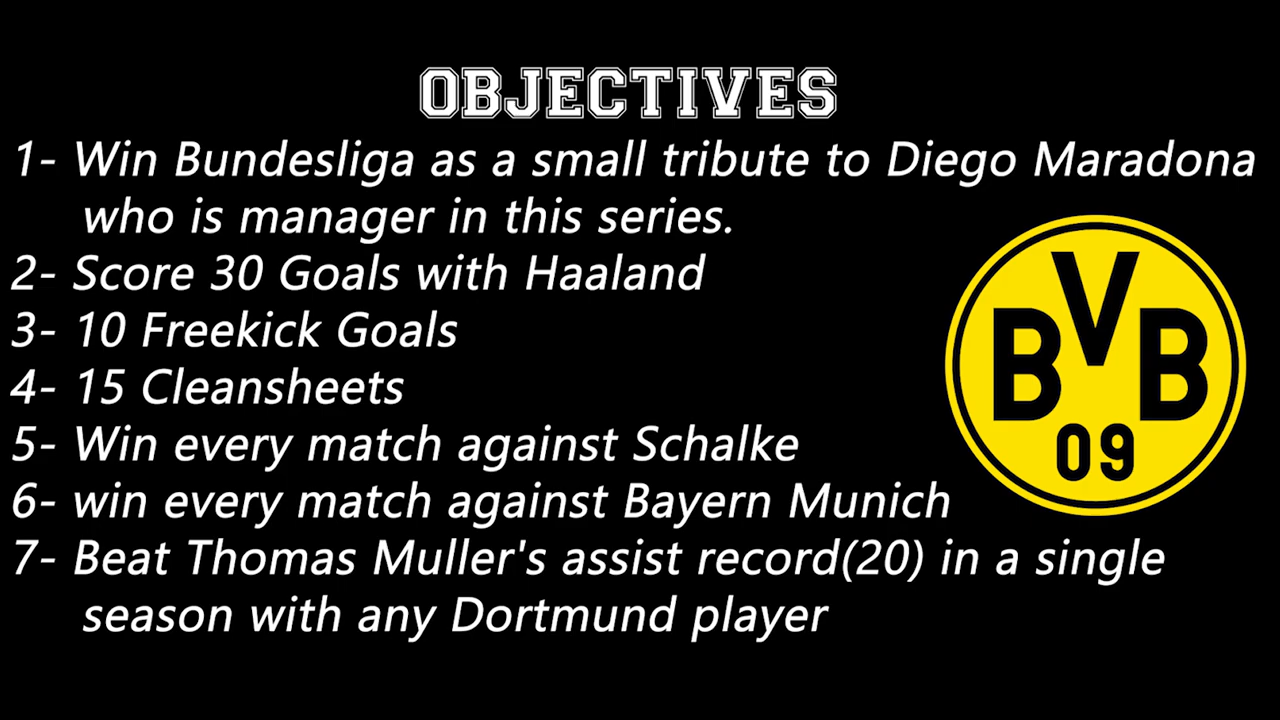 OBJECTIVES
1- Win Bundesliga as a small tribute to Diego Maradona
who is manager in this series.
2- Score 30 Goals with Haaland
3- 10 Freekick Goals
4- 15 Cleansheets
5- Win every match against Schalke
6- win every match against Bayern Munich
7- Beat Thomas Muller's assist record(20) in a single
season with any Dortmund player
BVB
09